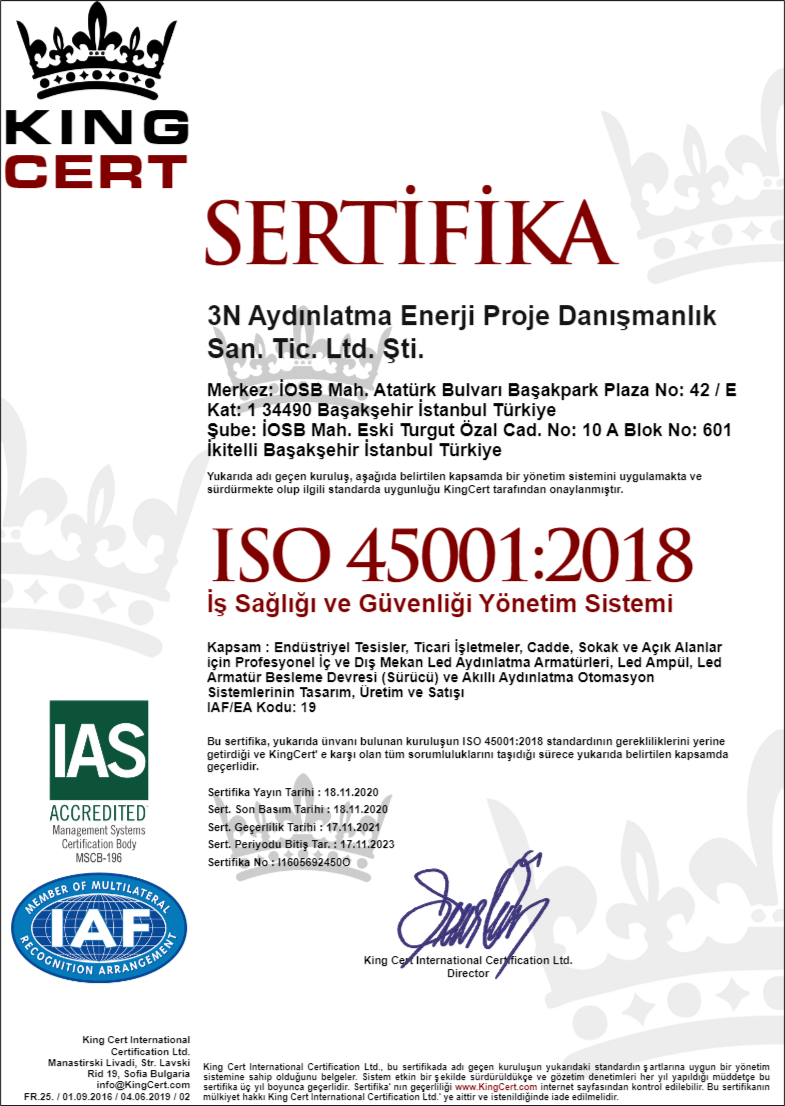 KING
CERT
SERTİFİKA
3N Aydınlatma Enerji Proje Danışmanlık
San. Tic. Ltd. Şti.
Merkez: İOSB Mah. Atatürk Bulvarı Başakpark Plaza No: 42 / E
Kat: 1 34490 Başakşehir İstanbul Türkiye
Şube: İOSB Mah. Eski Turgut Özal Cad. No: 10 A Blok No: 601
İkitelli Başakşehir İstanbul Türkiye
Yukarıda adı geçen kuruluş, aşağıda belirtilen kapsamda bir yönetim sistemini uygulamakta ve
sürdürmekte olup ilgili standarda uygunluğu KingCert tarafından onaylanmıştır.
ISO 45001:2018
İş Sağlığı ve Güvenliği Yönetim Sistemi
Kapsam : Endüstriyel Tesisler, Ticari İşletmeler, Cadde, Sokak ve Açık Alanlar
için Profesyonel İç ve Dış Mekan Led Aydınlatma Armatürleri, Led Ampül, Led
Armatür Besleme Devresi (Sürücü) ve Akıllı Aydınlatma Otomasyon
Sistemlerinin Tasarım, Üretim ve Satışı
IAF/EA Kodu: 19
Bu sertifika, yukarıda ünvanı bulunan kuruluşun ISO 45001:2018 standardının gerekliliklerini yerine
getirdiği ve KingCert' e karşı olan tüm sorumluluklarını taşıdığı sürece yukarıda belirtilen kapsamda
geçerlidir.
Sertifika Yayın Tarihi : 18.11.2020
Sert. Son Basım Tarihi : 18.11.2020
Sert. Geçerlilik Tarihi : 17.11.2021
Sert. Periyodu Bitiş Tar. : 17.11.2023
Sertifika No : I1605692450O
IAS
ACCREDITED
Management Systems
Certification Body
MSCB-196
MEMBER OF MULTILATERAL
IAF
RECOGNITION ARRANGEMENT
King Cert International Certification Ltd.
Director
King Cert International
Certification Ltd.
Manastirski Livadi, Str. Lavski
Rid 19, Sofia Bulgaria
info@KingCert.com
FR.25. / 01.09.2016 / 04.06.2019 / 02
King Cert International Certification Ltd., bu sertifikada adı geçen kuruluşun yukarıdaki standardın şartlarına uygun bir yönetim
sistemine sahip olduğunu belgeler. Sistem etkin bir şekilde sürdürüldükçe ve gözetim denetimleri her yıl yapıldığı müddetçe bu
sertifika üç yıl boyunca geçerlidir. Sertifika' nın geçerliliği www.KingCert.com internet sayfasından kontrol edilebilir. Bu sertifikanın
mülkiyet hakkı King Cert International Certification Ltd.' ye aittir ve istenildiğinde iade edilmelidir.